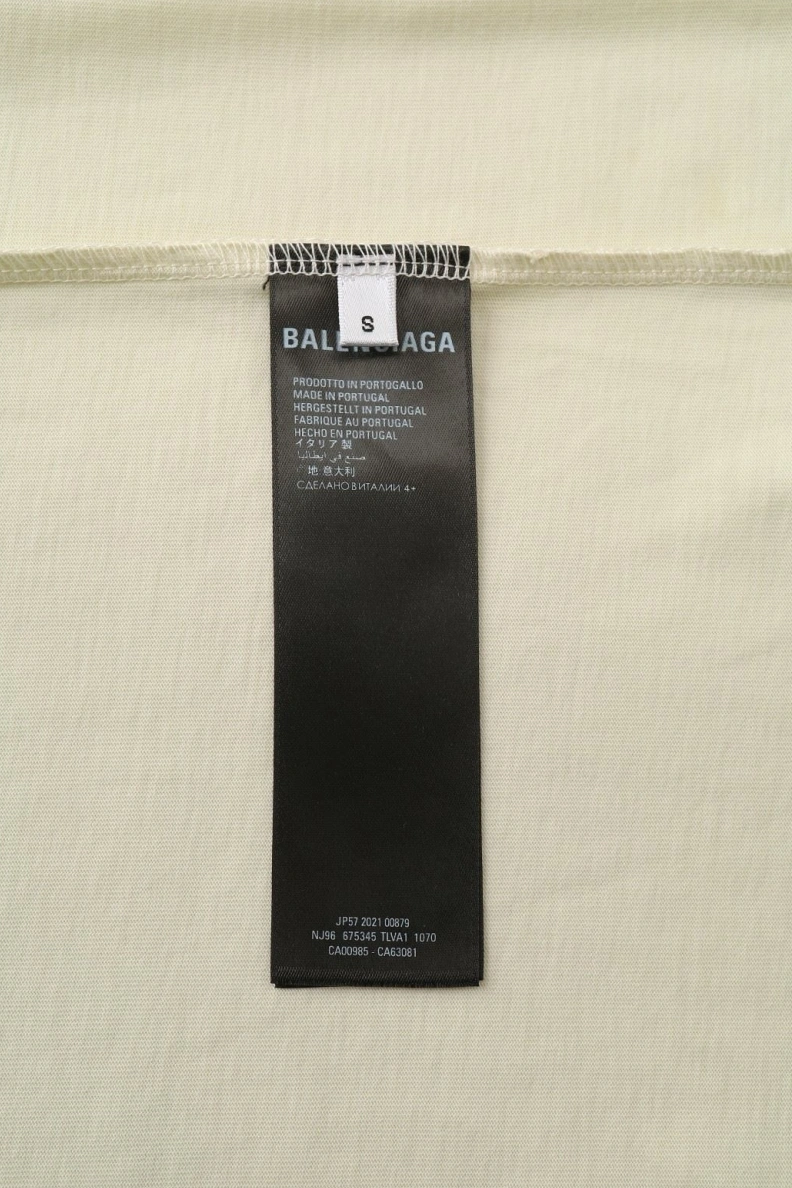 S
BALENCIAGA
PRODOTTO IN PORTOGALLO
MADE IN PORTUGAL
HERGESTELLT IN PORTUGAL
FABRIQUE AU PORTUGAL
HECHO EN PORTUGAL
イタリア 製
صنع في ايطاليا
地 意大利
СДЕЛАНО В ИТАЛИИ 4+
JP57 2021 00879
NJ96 675345 TLVA1 1070
CA00985 - CA63081